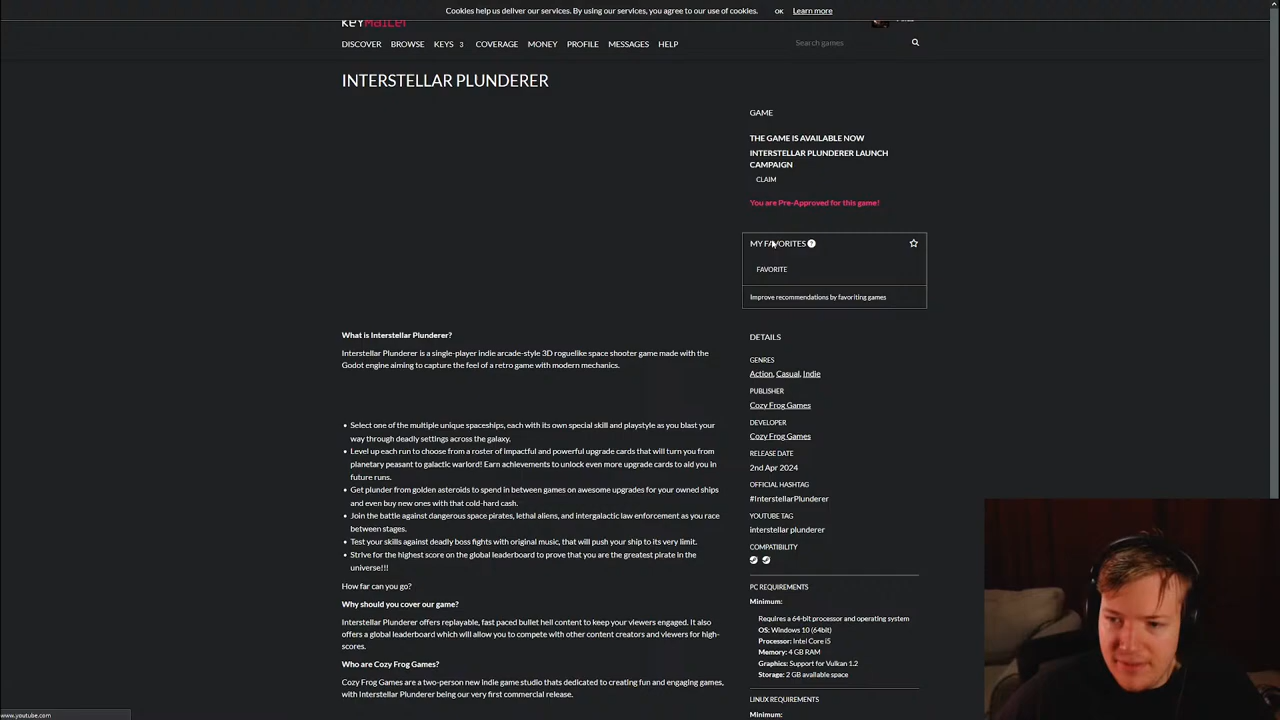 Cookies help us deliver our services. By using our services, you agree to our use of cookies. OK Learn more
KEYMAILER
DISCOVER BROWSE KEYS 3 COVERAGE MONEY PROFILE MESSAGES HELP Search games
INTERSTELLAR PLUNDERER
GAME
THE GAME IS AVAILABLE NOW
INTERSTELLAR PLUNDERER LAUNCH
CAMPAIGN
CLAIM
You are Pre-Approved for this game!
MY FAVORITES ?
FAVORITE
Improve recommendations by favoriting games
What is Interstellar Plunderer?
Interstellar Plunderer is a single-player indie arcade-style 3D roguelike space shooter game made with the
Godot engine aiming to capture the feel of a retro game with modern mechanics.
• Select one of the multiple unique spaceships, each with its own special skill and playstyle as you blast your
way through deadly settings across the galaxy.
• Level up each run to choose from a roster of impactful and powerful upgrade cards that will turn you from
planetary peasant to galactic warlord! Earn achievements to unlock even more upgrade cards to aid you in
future runs.
• Get plunder from golden asteroids to spend in between games on awesome upgrades for your owned ships
and even buy new ones with that cold-hard cash.
• Join the battle against dangerous space pirates, lethal aliens, and intergalactic law enforcement as you race
between stages.
• Test your skills against deadly boss fights with original music, that will push your ship to its very limit.
• Strive for the highest score on the global leaderboard to prove that you are the greatest pirate in the
universe!!!
How far can you go?
Why should you cover our game?
Interstellar Plunderer offers replayable, fast paced bullet hell content to keep your viewers engaged. It also
offers a global leaderboard which will allow you to compete with other content creators and viewers for high-
scores.
Who are Cozy Frog Games?
Cozy Frog Games are a two-person new indie game studio thats dedicated to creating fun and engaging games,
with Interstellar Plunderer being our very first commercial release.
DETAILS
GENRES
Action, Casual, Indie
PUBLISHER
Cozy Frog Games
DEVELOPER
Cozy Frog Games
RELEASE DATE
2nd Apr 2024
OFFICIAL HASHTAG
#InterstellarPlunderer
YOUTUBE TAG
interstellar plunderer
COMPATIBILITY
PC REQUIREMENTS
Minimum:
Requires a 64-bit processor and operating system
OS: Windows 10 (64bit)
Processor: Intel Core i5
Memory: 4 GB RAM
Graphics: Support for Vulkan 1.2
Storage: 2 GB available space
LINUX REQUIREMENTS
Minimum:
www.youtube.com